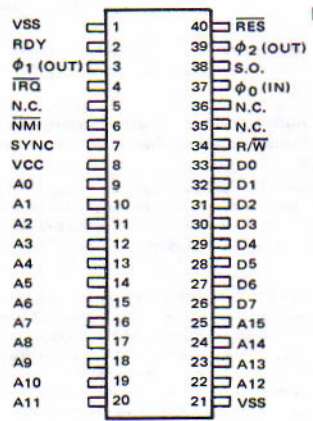 VSS 1 40 R̅E̅S̅
RDY 2 39 ϕ2 (OUT)
ϕ1 (OUT) 3 38 S.O.
I̅R̅Q̅ 4 37 ϕ0 (IN)
N.C. 5 36 N.C.
N̅M̅I̅ 6 35 N.C.
SYNC 7 34 R/W̅
VCC 8 33 D0
A0 9 32 D1
A1 10 31 D2
A2 11 30 D3
A3 12 29 D4
A4 13 28 D5
A5 14 27 D6
A6 15 26 D7
A7 16 25 A15
A8 17 24 A14
A9 18 23 A13
A10 19 22 A12
A11 20 21 VSS